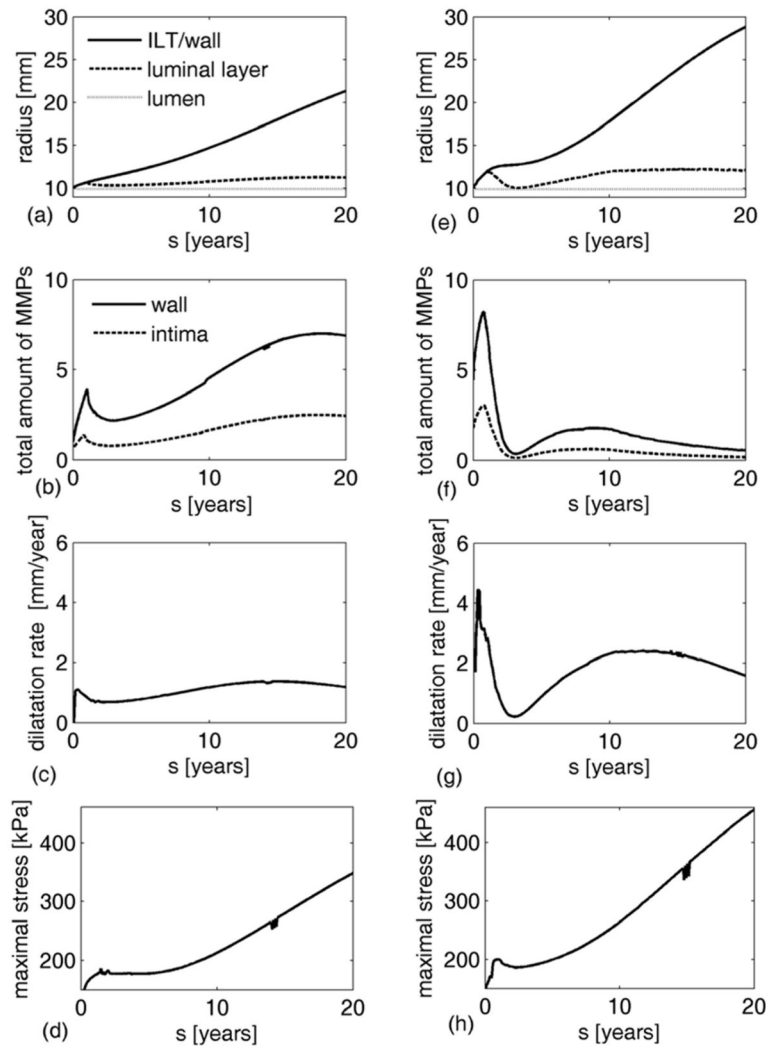 30
25
20
15
10
radius [mm]
ILT/wall
luminal layer
lumen
0
10
20
(a)
s [years]
30
25
20
15
10
radius [mm]
0
10
20
(e)
s [years]
10
5
0
total amount of MMPs
wall
intima
0
10
20
(b)
s [years]
10
5
0
total amount of MMPs
0
10
20
(f)
s [years]
6
4
2
0
dilatation rate [mm/year]
0
10
20
(c)
s [years]
6
4
2
0
dilatation rate [mm/year]
0
10
20
(g)
s [years]
400
300
200
maximal stress [kPa]
0
10
20
(d)
s [years]
400
300
200
maximal stress [kPa]
0
10
20
(h)
s [years]